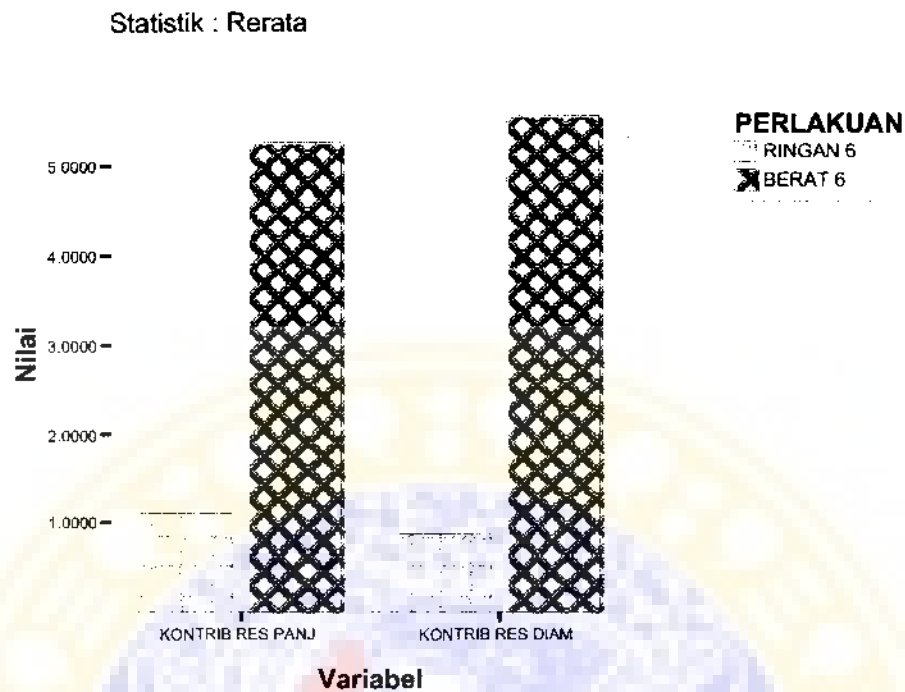 Statistik : Rerata
PERLAKUAN
RINGAN 6
BERAT 6
5 0000
4.0000
3.0000
2.0000
1.0000
Nilai
KONTRIB RES PANJ
KONTRIB RES DIAM
Variabel